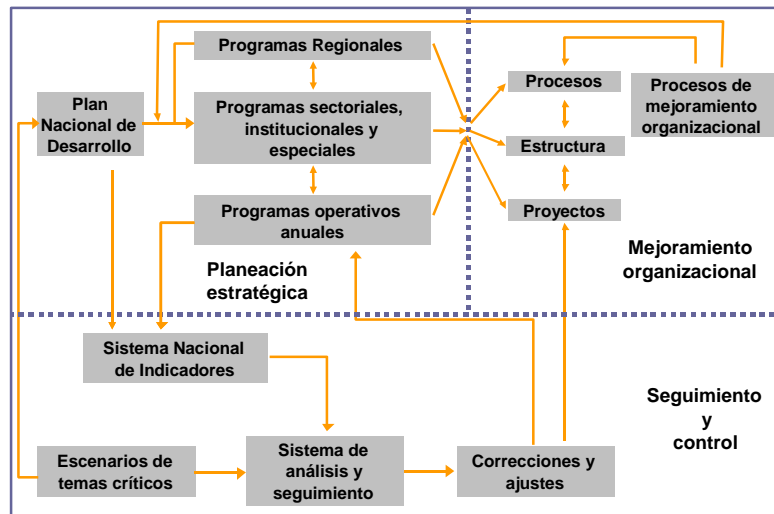 Programas Regionales
Plan
Nacional de
Desarrollo
Programas sectoriales,
institucionales y
especiales
Programas operativos
anuales
Planeación
estratégica
Procesos
Estructura
Proyectos
Procesos de
mejoramiento
organizacional
Mejoramiento
organizacional
Sistema Nacional
de Indicadores
Escenarios de
temas críticos
Sistema de
análisis y
seguimiento
Correcciones y
ajustes
Seguimiento
y
control